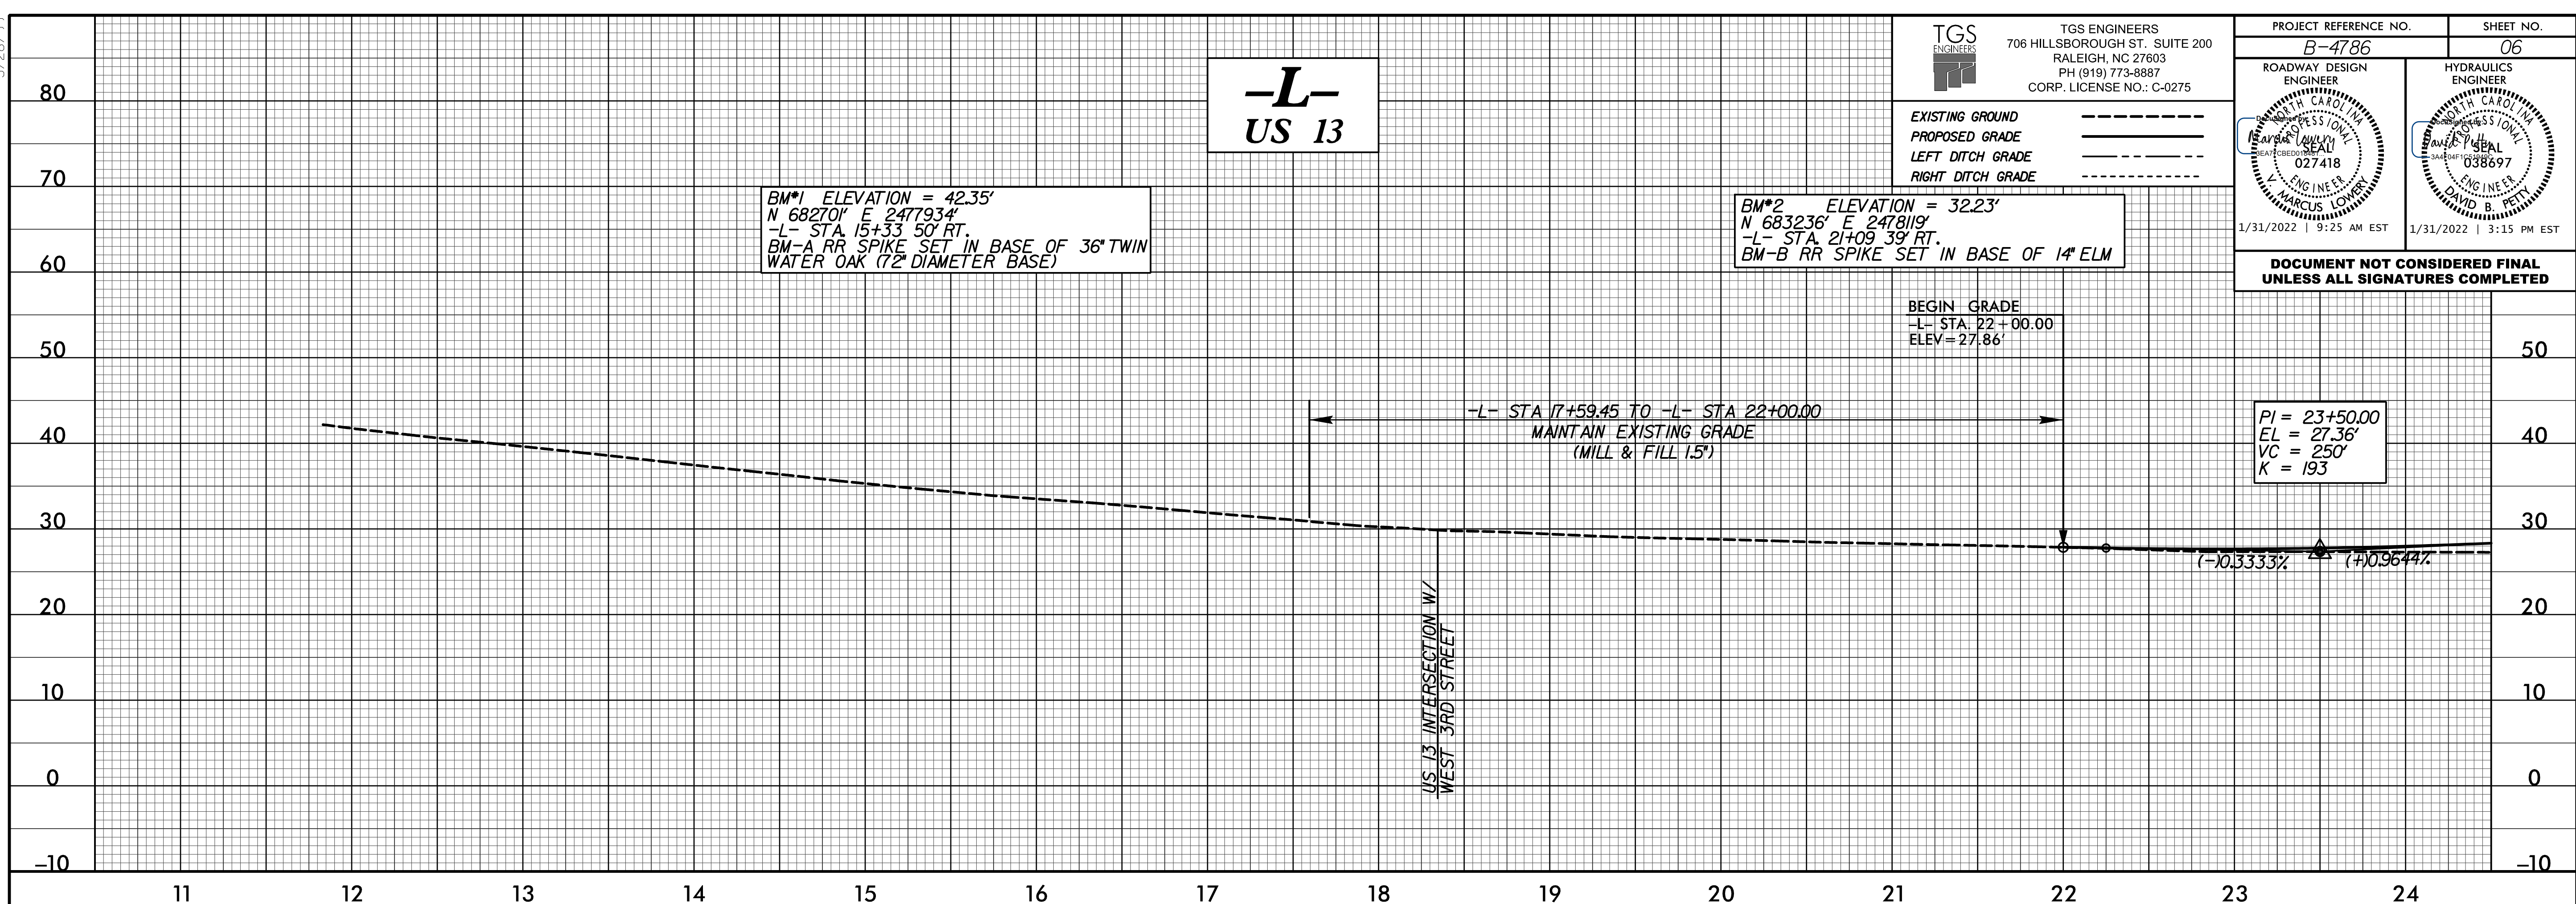 TGS
ENGINEERS
TGS ENGINEERS
706 HILLSBOROUGH ST. SUITE 200
RALEIGH, NC 27603
PH (919) 773-8887
CORP. LICENSE NO.: C-0275
PROJECT REFERENCE NO.
SHEET NO.
B-4786
06
ROADWAY DESIGN
ENGINEER
HYDRAULICS
ENGINEER
NORTH CAROLINA
PROFESSIONAL
SEAL
027418
ENGINEER
V. MARCUS LOWERY
1/31/2022 | 9:25 AM EST
NORTH CAROLINA
PROFESSIONAL
SEAL
038697
ENGINEER
DAVID B. PETTY
1/31/2022 | 3:15 PM EST
DOCUMENT NOT CONSIDERED FINAL
UNLESS ALL SIGNATURES COMPLETED
EXISTING GROUND
PROPOSED GRADE
LEFT DITCH GRADE
RIGHT DITCH GRADE
–L–
US 13
BM#1 ELEVATION = 42.35'
N 682701' E 2477934'
-L- STA. 15+33 50' RT.
BM-A RR SPIKE SET IN BASE OF 36" TWIN
WATER OAK (72" DIAMETER BASE)
BM#2 ELEVATION = 32.23'
N 683236' E 2478119'
-L- STA. 21+09 39' RT.
BM-B RR SPIKE SET IN BASE OF 14" ELM
BEGIN GRADE
-L- STA. 22+00.00
ELEV=27.86'
-L- STA 17+59.45 TO -L- STA 22+00.00
MAINTAIN EXISTING GRADE
(MILL & FILL 1.5")
PI = 23+50.00
EL = 27.36'
VC = 250'
K = 193
(-)0.3333%
(+)0.9644%
US 13 INTERSECTION W/
WEST 3RD STREET
80
70
60
50
40
30
20
10
0
–10
50
40
30
20
10
0
–10
11 12 13 14 15 16 17 18 19 20 21 22 23 24